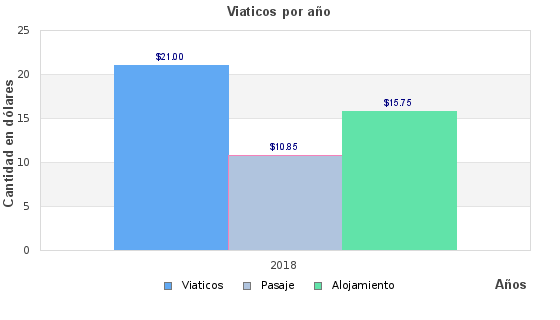 Viaticos por año
Cantidad en dólares
25
20
15
10
5
0
$21.00
$10.85
$15.75
2018
Años
Viaticos
Pasaje
Alojamiento